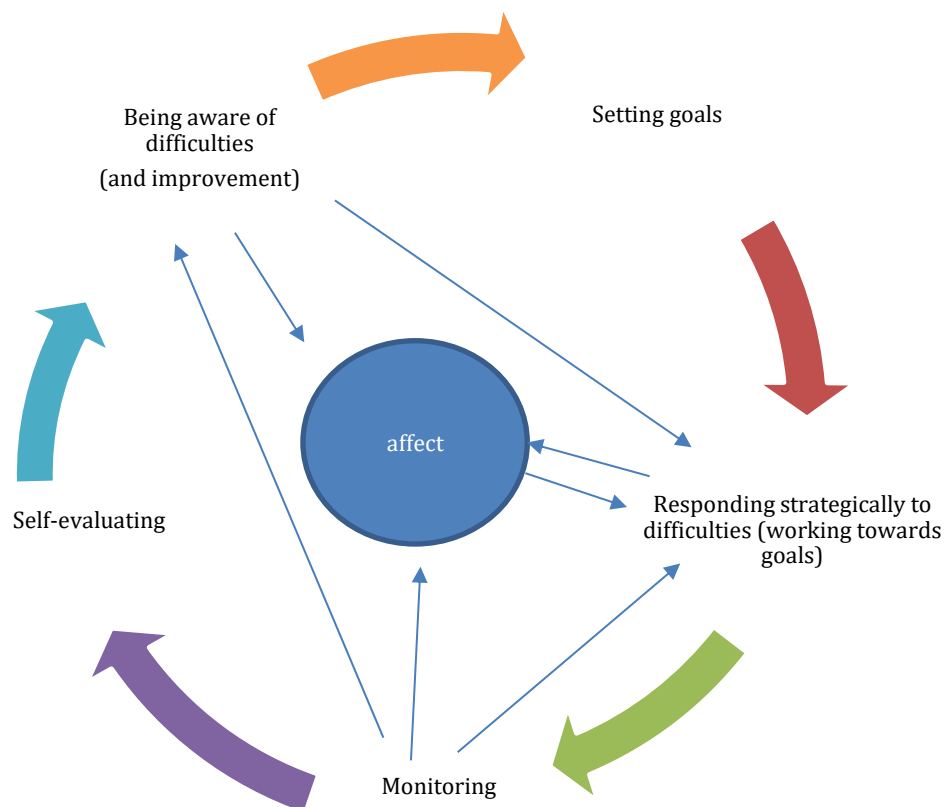 Being aware of
difficulties
(and improvement)
Setting goals
affect
Responding strategically to
difficulties (working towards
goals)
Self-evaluating
Monitoring